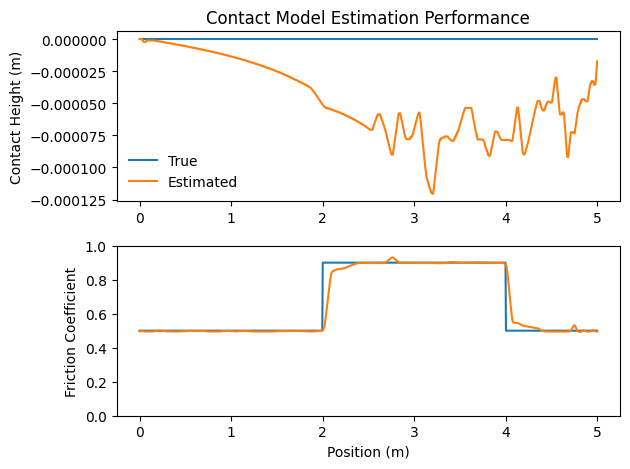 Contact Model Estimation Performance
Contact Height (m)
0.000000
−0.000025
−0.000050
−0.000075
−0.000100
−0.000125
True
Estimated
0 1 2 3 4 5
Friction Coefficient
1.0
0.8
0.6
0.4
0.2
0.0
0 1 2 3 4 5
Position (m)